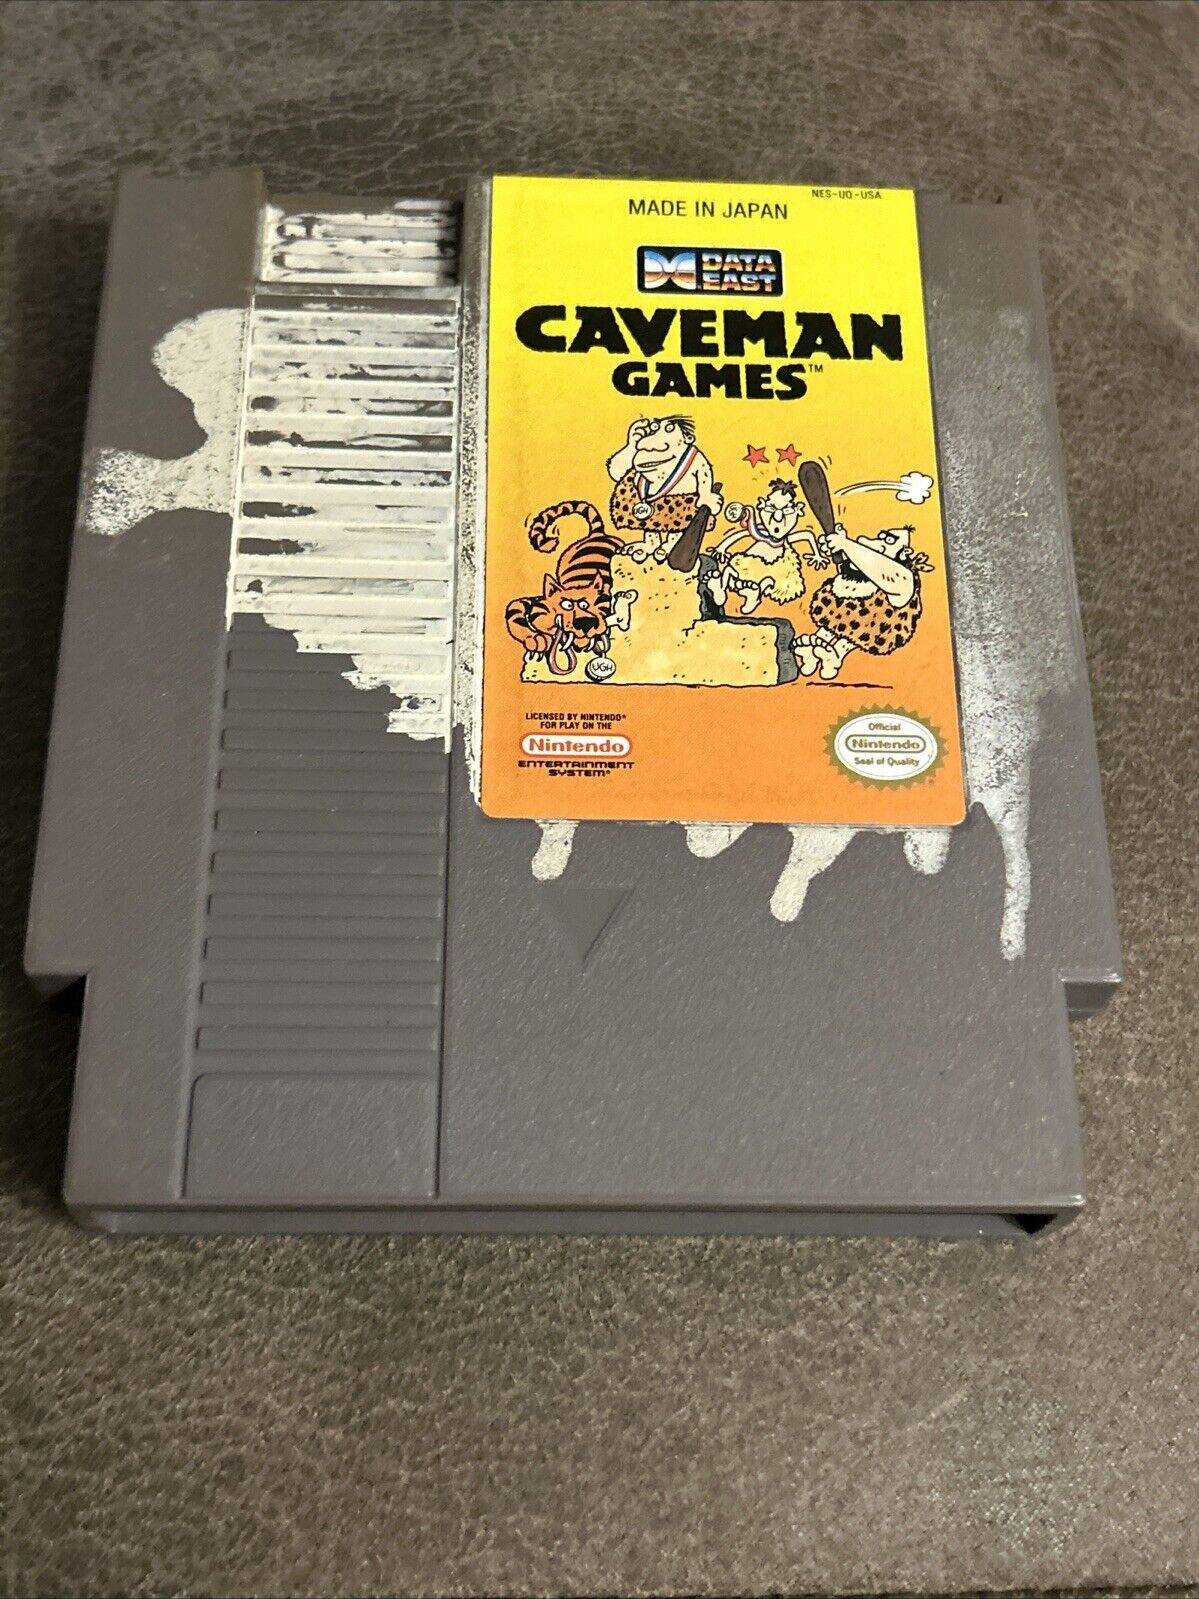 NES-UQ-USA
MADE IN JAPAN
DATA
EAST
CAVEMAN
GAMES™
UGH
UGH
LICENSED BY NINTENDO®
FOR PLAY ON THE
Nintendo
ENTERTAINMENT
SYSTEM®
Official
Nintendo
Seal of Quality